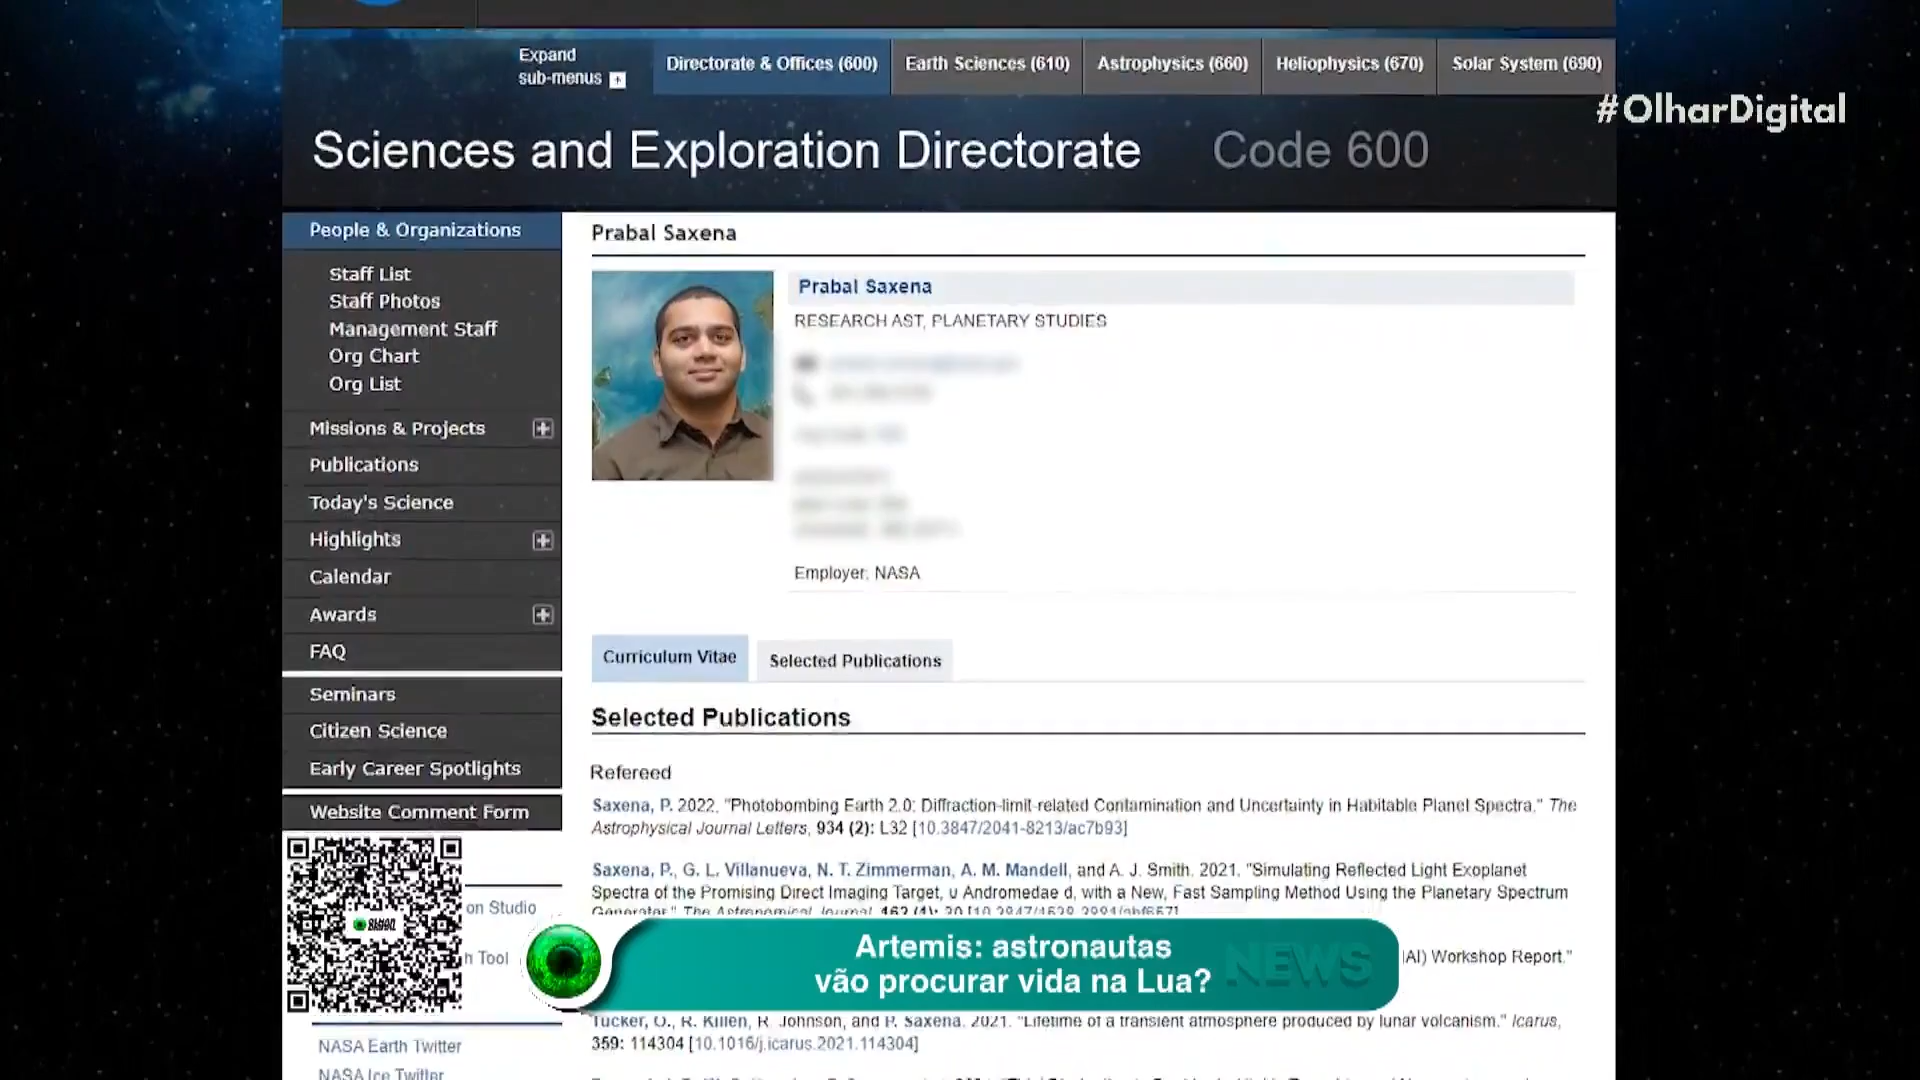 Expand
sub-menus
Directorate & Offices (600)
Earth Sciences (610)
Astrophysics (660)
Heliophysics (670)
Solar System (690)
#OlharDigital
Sciences and Exploration Directorate
Code 600
People & Organizations
Staff List
Staff Photos
Management Staff
Org Chart
Org List
Missions & Projects
Publications
Today's Science
Highlights
Calendar
Awards
FAQ
Seminars
Citizen Science
Early Career Spotlights
Website Comment Form
on Studio
h Tool
NASA Earth Twitter
NASA Ice Twitter
Prabal Saxena
Prabal Saxena
RESEARCH AST, PLANETARY STUDIES
Employer: NASA
Curriculum Vitae
Selected Publications
Selected Publications
Refereed
Saxena, P. 2022. "Photobombing Earth 2.0: Diffraction-limit-related Contamination and Uncertainty in Habitable Planet Spectra." The
Astrophysical Journal Letters, 934 (2): L32 [10.3847/2041-8213/ac7b93]
Saxena, P., G. L. Villanueva, N. T. Zimmerman, A. M. Mandell, and A. J. Smith. 2021. "Simulating Reflected Light Exoplanet
Spectra of the Promising Direct Imaging Target, υ Andromedae d, with a New, Fast Sampling Method Using the Planetary Spectrum
Generator." The Astronomical Journal, 162 (1): 30
AI) Workshop Report."
Artemis: astronautas
vão procurar vida na Lua?
NEWS
Tucker, O., R. Killen, R. Johnson, and P. Saxena. 2021. "Lifetime of a transient atmosphere produced by lunar volcanism." Icarus,
359: 114304 [10.1016/j.icarus.2021.114304]